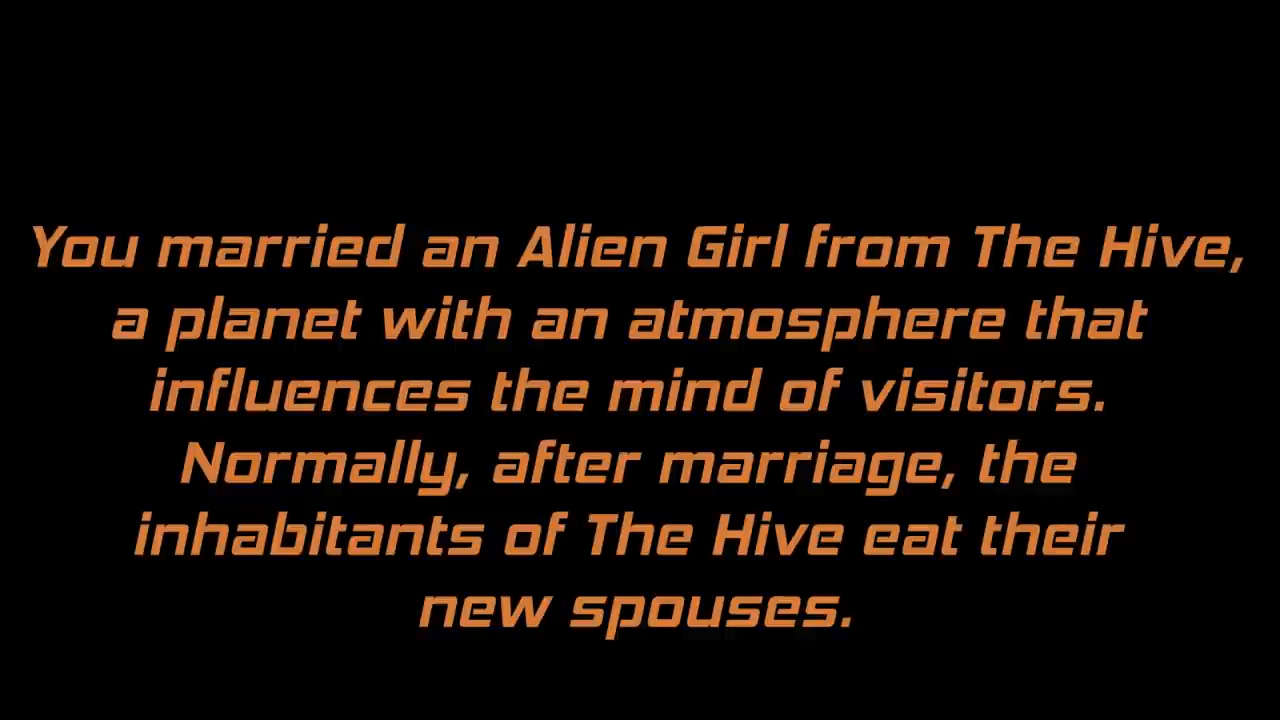 You married an Alien Girl from The Hive,
a planet with an atmosphere that
influences the mind of visitors.
Normally, after marriage, the
inhabitants of The Hive eat their
new spouses.